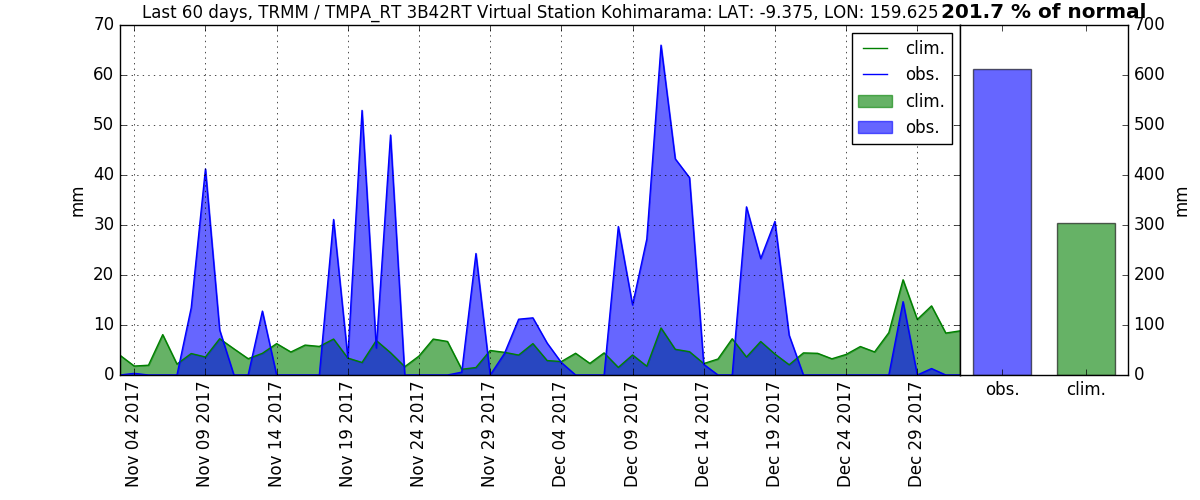 Last 60 days, TRMM / TMPA_RT 3B42RT Virtual Station Kohimarama: LAT: -9.375, LON: 159.625 201.7 % of normal
70
60
50
40
30
20
10
0
mm
clim.
obs.
clim.
obs.
Nov 04 2017
Nov 09 2017
Nov 14 2017
Nov 19 2017
Nov 24 2017
Nov 29 2017
Dec 04 2017
Dec 09 2017
Dec 14 2017
Dec 19 2017
Dec 24 2017
Dec 29 2017
700
600
500
400
300
200
100
0
mm
obs.
clim.